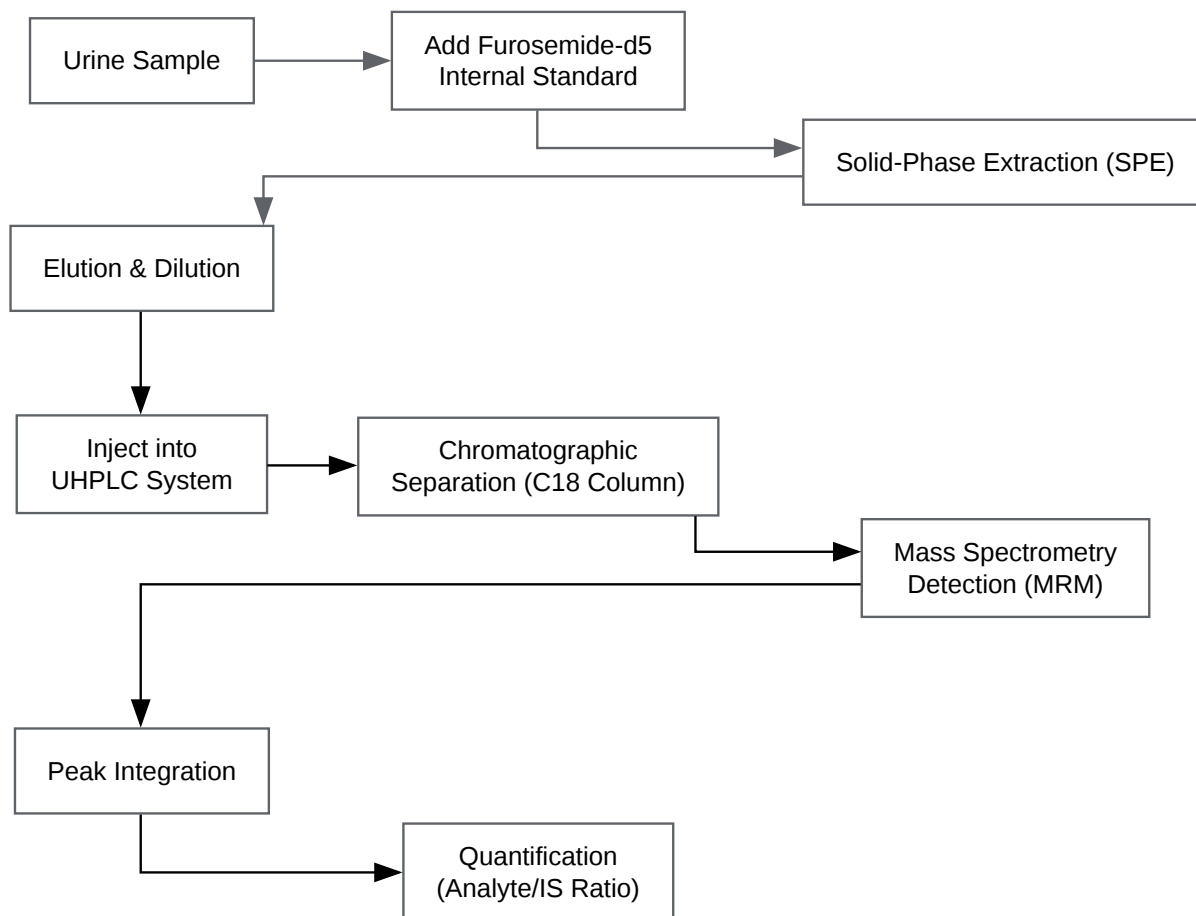 Urine Sample
Add Furosemide-d5
Internal Standard
Solid-Phase Extraction (SPE)
Elution & Dilution
Inject into
UHPLC System
Chromatographic
Separation (C18 Column)
Mass Spectrometry
Detection (MRM)
Peak Integration
Quantification
(Analyte/IS Ratio)